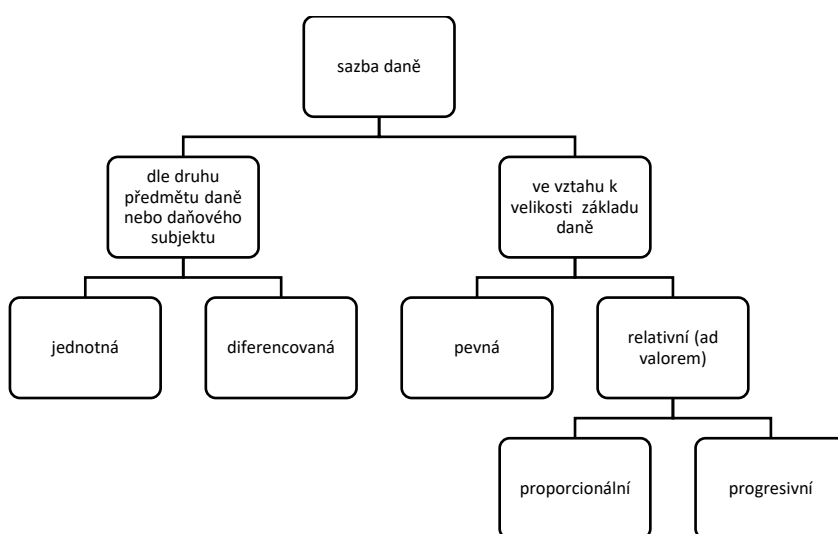 sazba daně
dle druhu
předmětu daně
nebo daňového
subjektu
ve vztahu k
velikosti základu
daně
jednotná
diferencovaná
pevná
relativní (ad
valorem)
proporcionální
progresivní